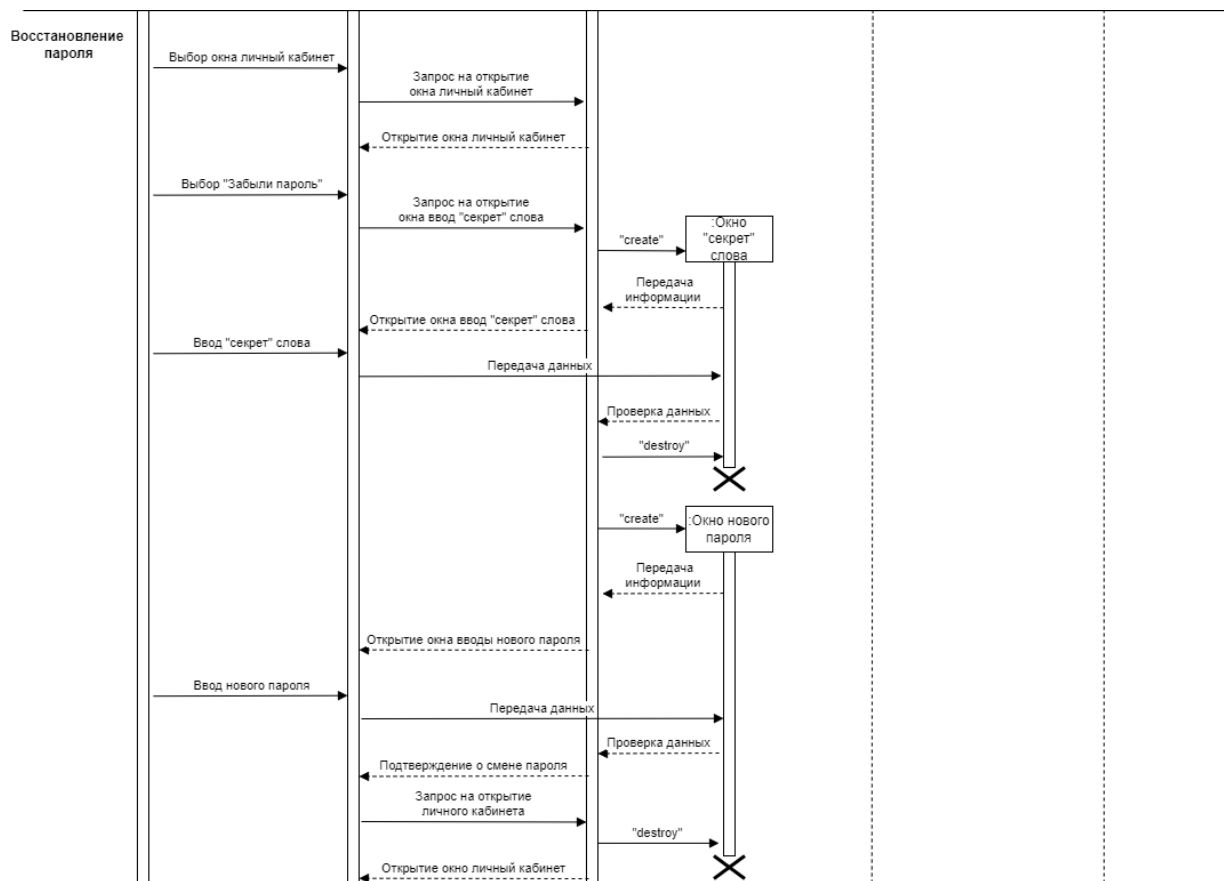 Восстановление
пароля
Выбор окна личный кабинет
Запрос на открытие
окна личный кабинет
Открытие окна личный кабинет
Выбор "Забыли пароль"
Запрос на открытие
окна ввод "секрет" слова
"create"
:Окно
"секрет"
слова
Передача
информации
Открытие окна ввод "секрет" слова
Ввод "секрет" слова
Передача данных
Проверка данных
"destroy"
"create"
:Окно нового
пароля
Передача
информации
Открытие окна вводы нового пароля
Ввод нового пароля
Передача данных
Проверка данных
Подтверждение о смене пароля
Запрос на открытие
личного кабинета
"destroy"
Открытие окно личный кабинет